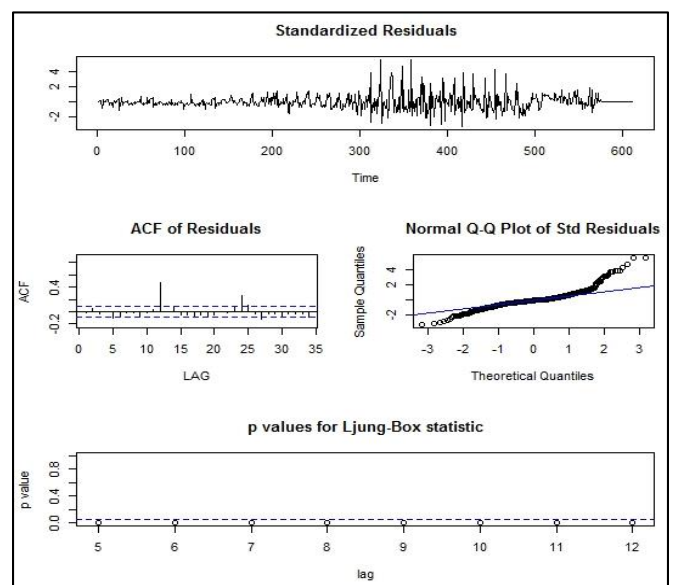 Standardized Residuals
4
2
-2
0 100 200 300 400 500 600
Time
ACF of Residuals
ACF
0.4
-0.2
0 5 10 15 20 25 30 35
LAG
Normal Q-Q Plot of Std Residuals
Sample Quantiles
4
2
-2
-3 -2 -1 0 1 2 3
Theoretical Quantiles
p values for Ljung-Box statistic
p value
0.8
0.4
0.0
5 6 7 8 9 10 11 12
lag